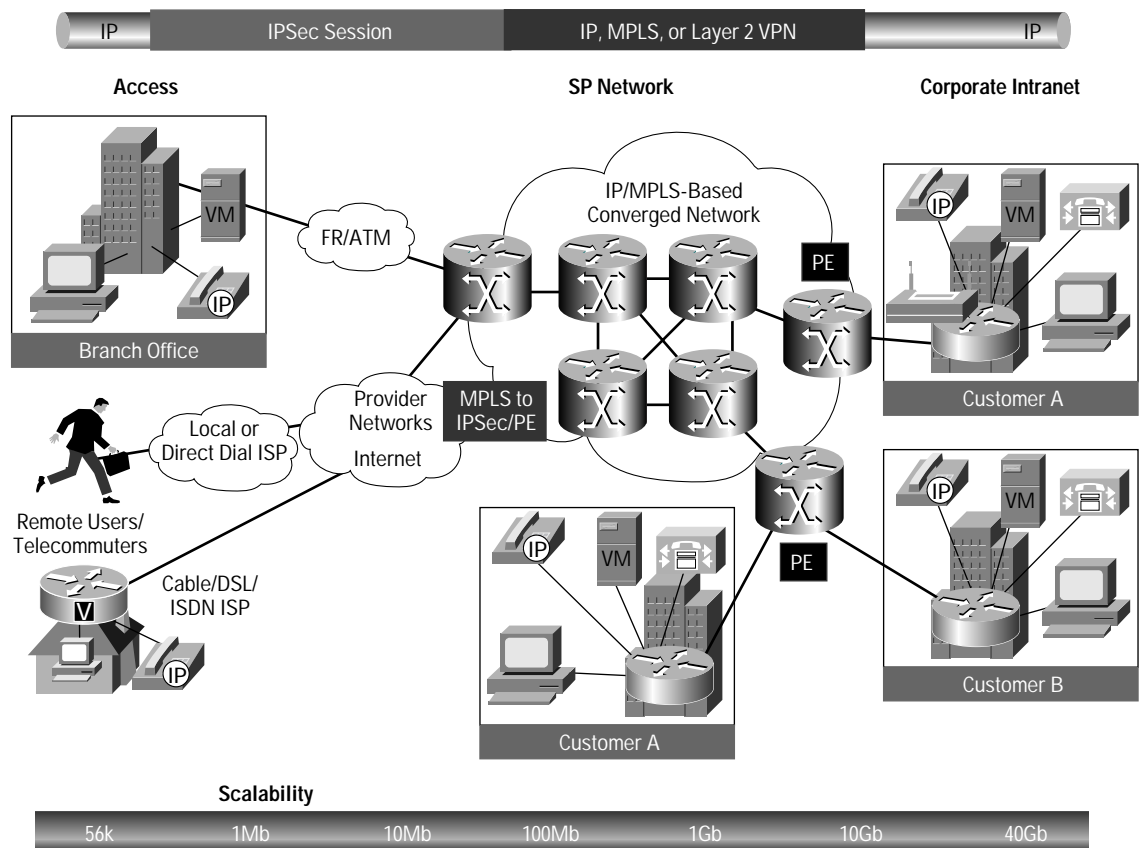 IP IPSec Session IP, MPLS, or Layer 2 VPN IP
Access SP Network Corporate Intranet
IP/MPLS-Based
Converged Network
VM
FR/ATM
IP
Branch Office
PE
IP
VM
Customer A
Provider
Networks
Internet
MPLS to
IPSec/PE
Local or
Direct Dial ISP
Remote Users/
Telecommuters
Cable/DSL/
ISDN ISP
V
IP
IP
VM
Customer A
PE
IP
VM
Customer B
Scalability
56k 1Mb 10Mb 100Mb 1Gb 10Gb 40Gb